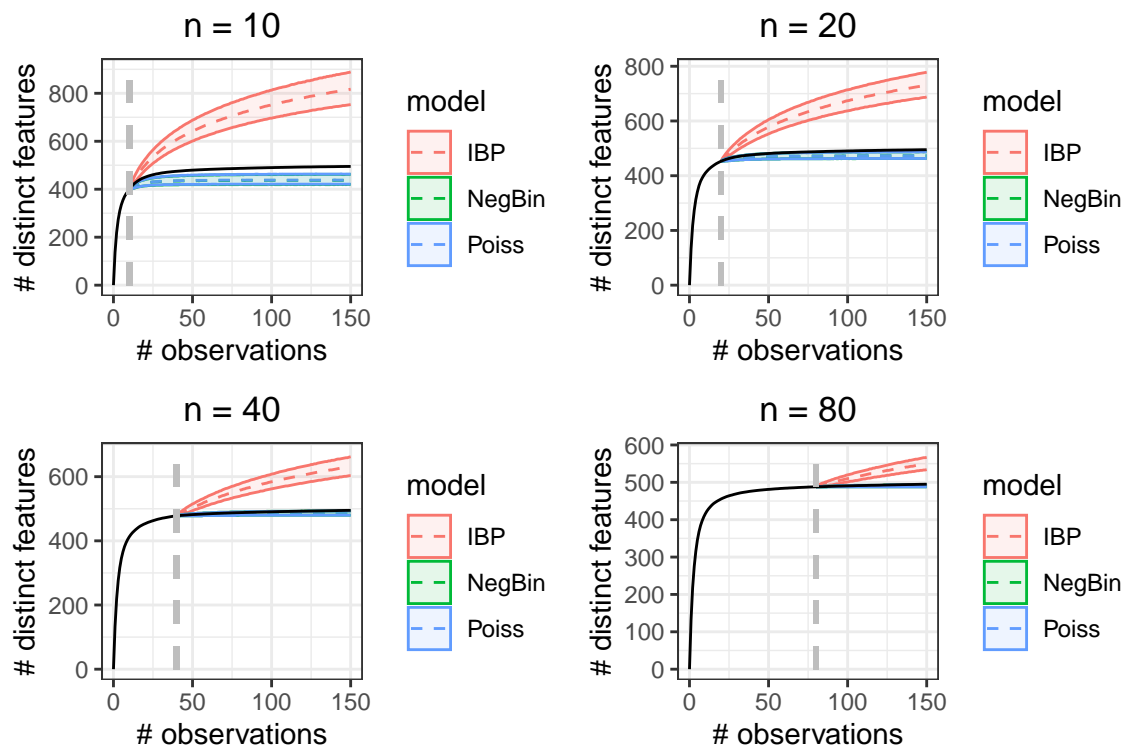 n = 10
# distinct features
800
600
400
200
0
0 50 100 150
# observations
model
IBP
NegBin
Poiss
n = 20
# distinct features
800
600
400
200
0
0 50 100 150
# observations
model
IBP
NegBin
Poiss
n = 40
# distinct features
600
400
200
0
0 50 100 150
# observations
model
IBP
NegBin
Poiss
n = 80
# distinct features
600
500
400
300
200
100
0
0 50 100 150
# observations
model
IBP
NegBin
Poiss